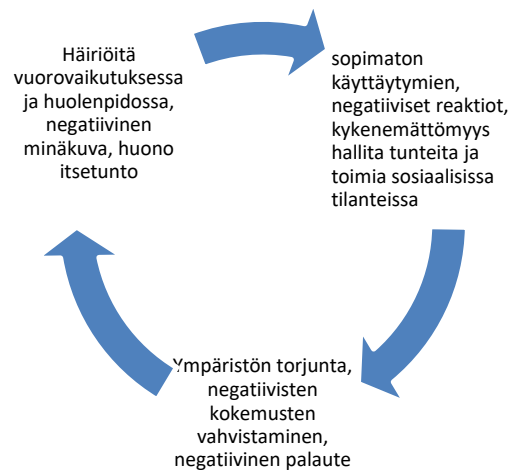 Häiriöitä
vuorovaikutuksessa
ja huolenpidossa,
negatiivinen
minäkuva, huono
itsetunto
sopimaton
käyttäytymien,
negatiiviset reaktiot,
kykenemättömyys
hallita tunteita ja
toimia sosiaalisissa
tilanteissa
Ympäristön torjunta,
negatiivisten
kokemusten
vahvistaminen,
negatiivinen palaute